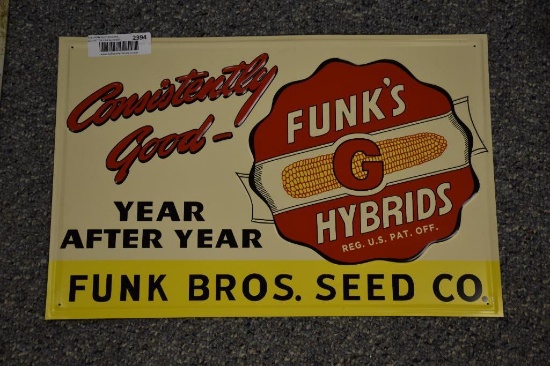 2394
Consistently
Good-
YEAR
AFTER YEAR
FUNK'S
G
HYBRIDS
REG. U.S. PAT. OFF.
FUNK BROS. SEED CO.